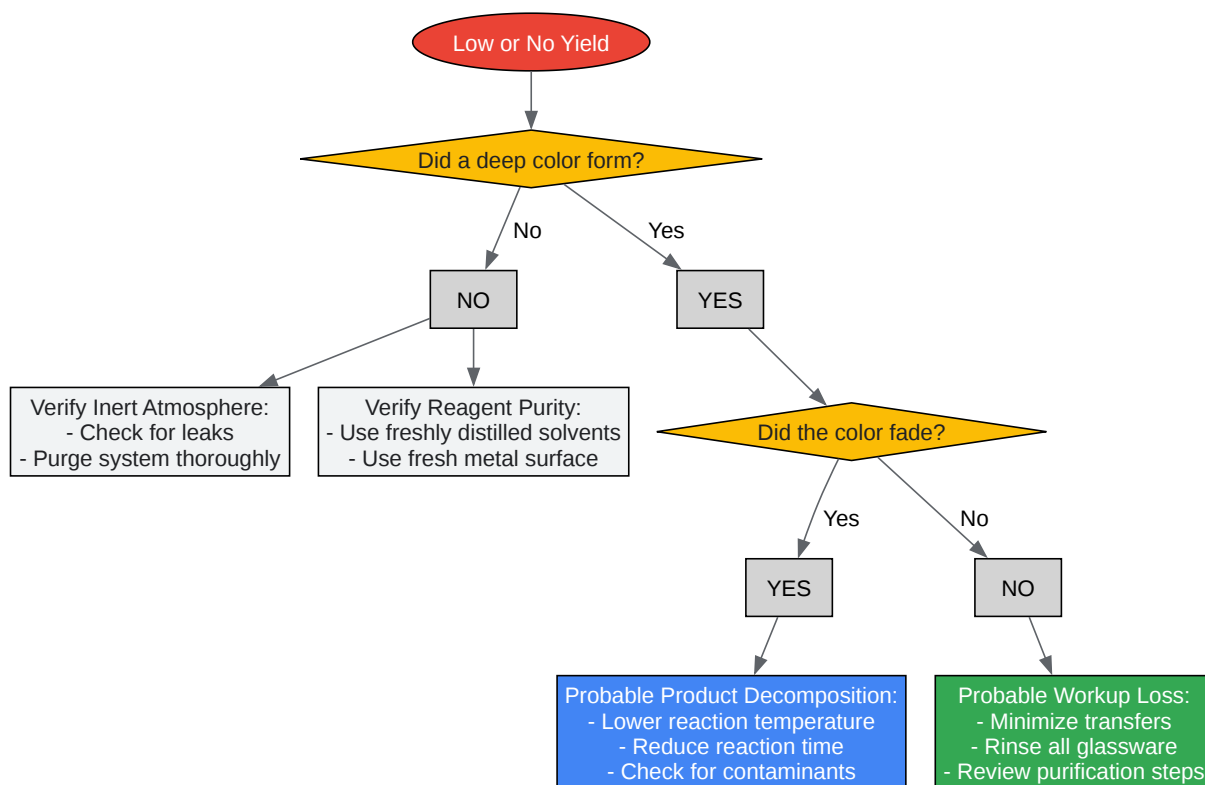 Low or No Yield
Did a deep color form?
No
Yes
NO
YES
Verify Inert Atmosphere:
- Check for leaks
- Purge system thoroughly
Verify Reagent Purity:
- Use freshly distilled solvents
- Use fresh metal surface
Did the color fade?
Yes
No
YES
NO
Probable Product Decomposition:
- Lower reaction temperature
- Reduce reaction time
- Check for contaminants
Probable Workup Loss:
- Minimize transfers
- Rinse all glassware
- Review purification steps